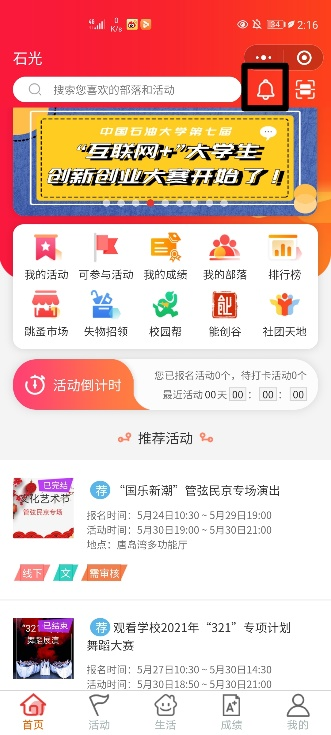 0
K/s
84
2:16
石光
搜索您喜欢的部落和活动
中国石油大学第七届
“互联网+”大学生
创新创业大赛开始了！
我的活动
可参与活动
我的成绩
我的部落
排行榜
跳蚤市场
失物招领
校园帮
能创谷
社团天地
活动倒计时
您已报名活动0个，待打卡活动0个
最近活动 00天 00 : 00 : 00
推荐活动
已完结
文化艺术节
管弦民京专场
荐 “国乐新潮”管弦民京专场演出
报名时间：5月24日10:30 ~ 5月29日19:00
活动时间：5月30日19:00 ~ 5月30日21:00
地点：唐岛湾多功能厅
线下
文
需审核
已结束
“321”
舞蹈展演
荐 观看学校2021年“321”专项计划
舞蹈大赛
报名时间：5月27日10:30 ~ 5月30日14:30
活动时间：5月30日18:50 ~ 5月30日21:00
首页
活动
生活
成绩
我的